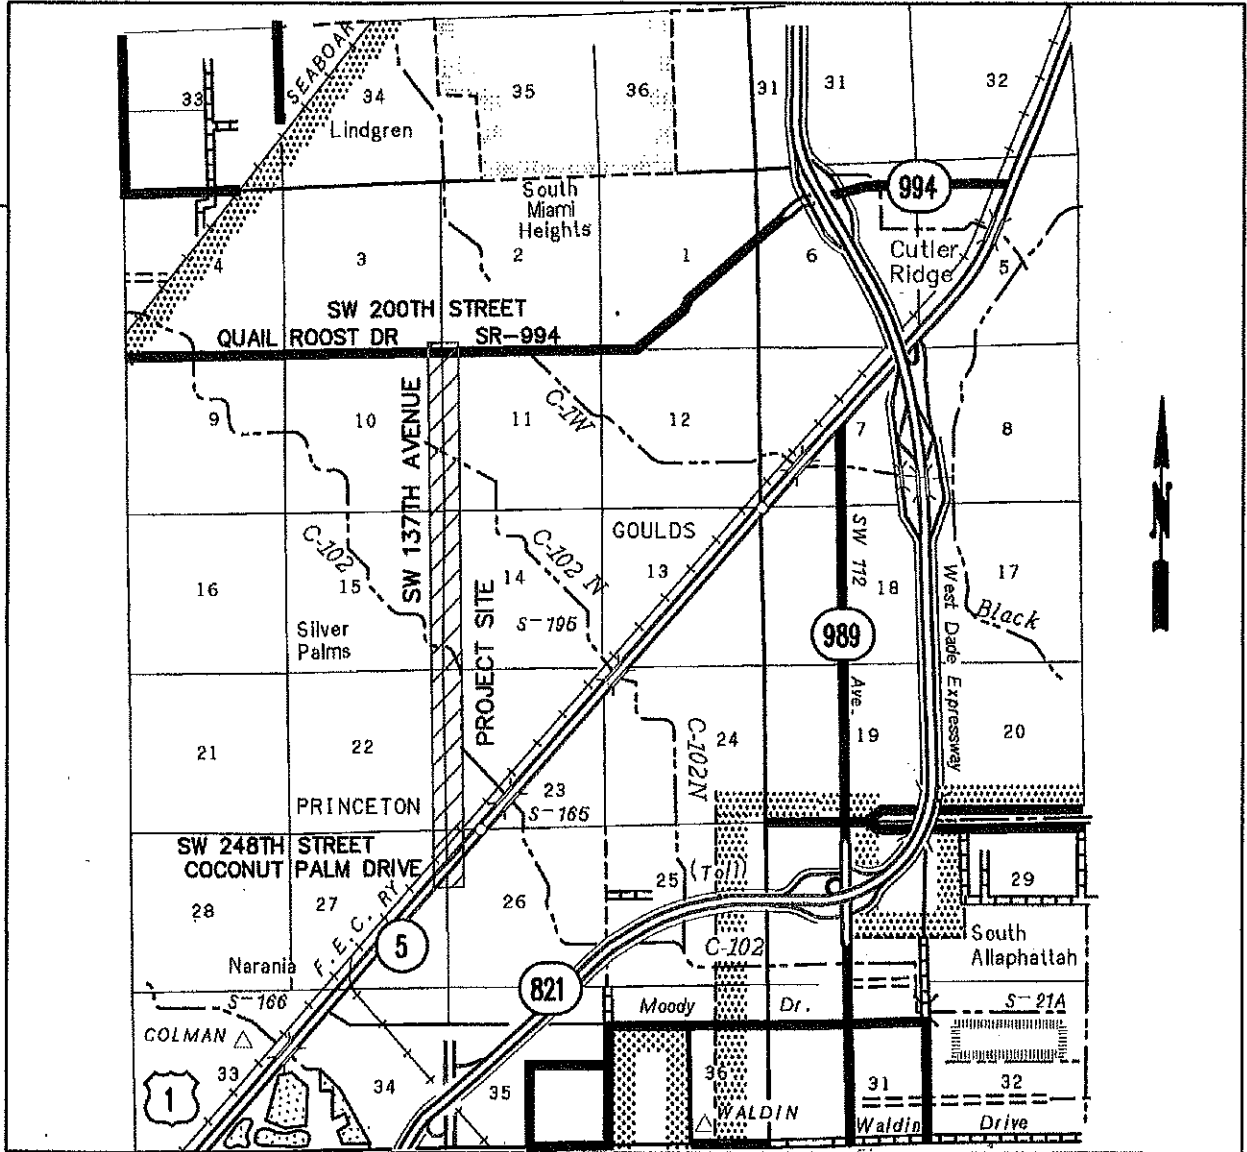 SEABOAR
33
34
35
36
31
31
32
Lindgren
South
Miami
Heights
994
Cutler
Ridge
4
3
2
1
6
5
SW 200TH STREET
QUAIL ROOST DR SR-994
SW 137TH AVENUE
C-1W
9
10
11
12
7
8
N
C-102
C-102 N
GOULDS
SW 112
Ave.
16
15
14
13
18
17
Black
S-195
Silver
Palms
PROJECT SITE
989
West Dade Expressway
21
22
23
24
19
20
C-102N
PRINCETON
S-165
SW 248TH STREET
COCONUT PALM DRIVE
28
27
26
25
(Toll)
29
F.E.C. RY
5
South
Allaphattah
C-102
Narania
821
S-166
Moody Dr.
S-21A
COLMAN
33
34
35
36
31
32
1
WALDIN
Waldin Drive